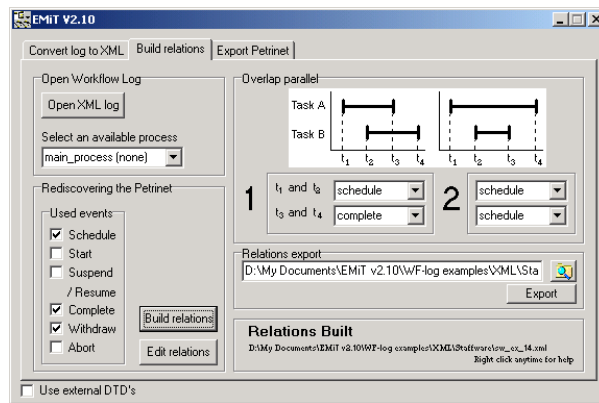 EMiT V2.10
Convert log to XML Build relations Export Petrinet
Open Workflow Log
Open XML log
Select an available process
main_process (none)
Rediscovering the Petrinet
Used events
Schedule
Start
Suspend
/ Resume
Complete
Withdraw
Abort
Build relations
Edit relations
Overlap parallel
Task A
Task B
t1 t2 t3 t4 t1 t2 t3 t4
1 t1 and t2 schedule
t3 and t4 complete
2 schedule
schedule
Relations export
D:\My Documents\EMiT v2.10\WF-log examples\XML\Sta
Export
Relations Built
D:\My Documents\EMiT v2.10\WF-log examples\XML\Staffware\sw_ex_14.xml
Right click anytime for help
Use external DTD's